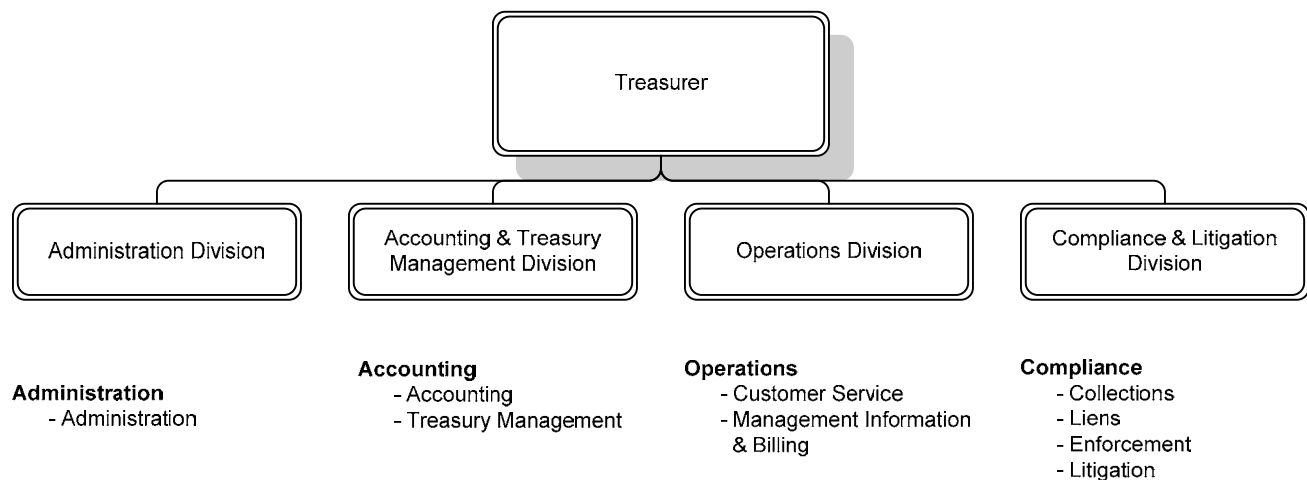 Treasurer
Administration Division
Accounting & Treasury
Management Division
Operations Division
Compliance & Litigation
Division
Administration
- Administration
Accounting
- Accounting
- Treasury Management
Operations
- Customer Service
- Management Information
& Billing
Compliance
- Collections
- Liens
- Enforcement
- Litigation